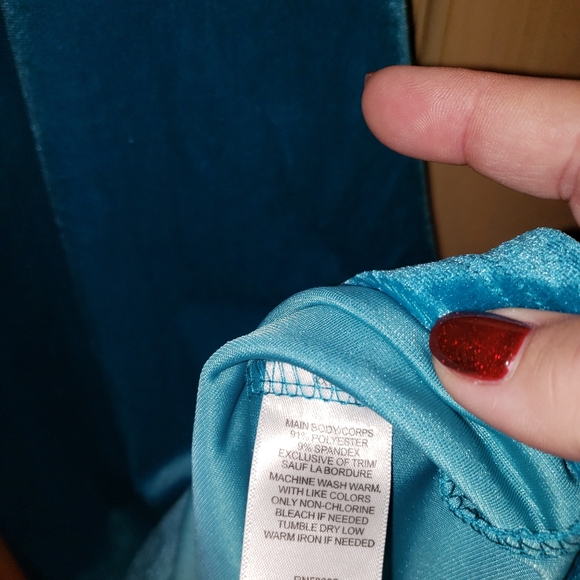 MAIN BODY/CORPS
91% POLYESTER
9% SPANDEX
EXCLUSIVE OF TRIM/
SAUF LA BORDURE
MACHINE WASH WARM,
WITH LIKE COLORS
ONLY NON-CHLORINE
BLEACH IF NEEDED
TUMBLE DRY LOW
WARM IRON IF NEEDED